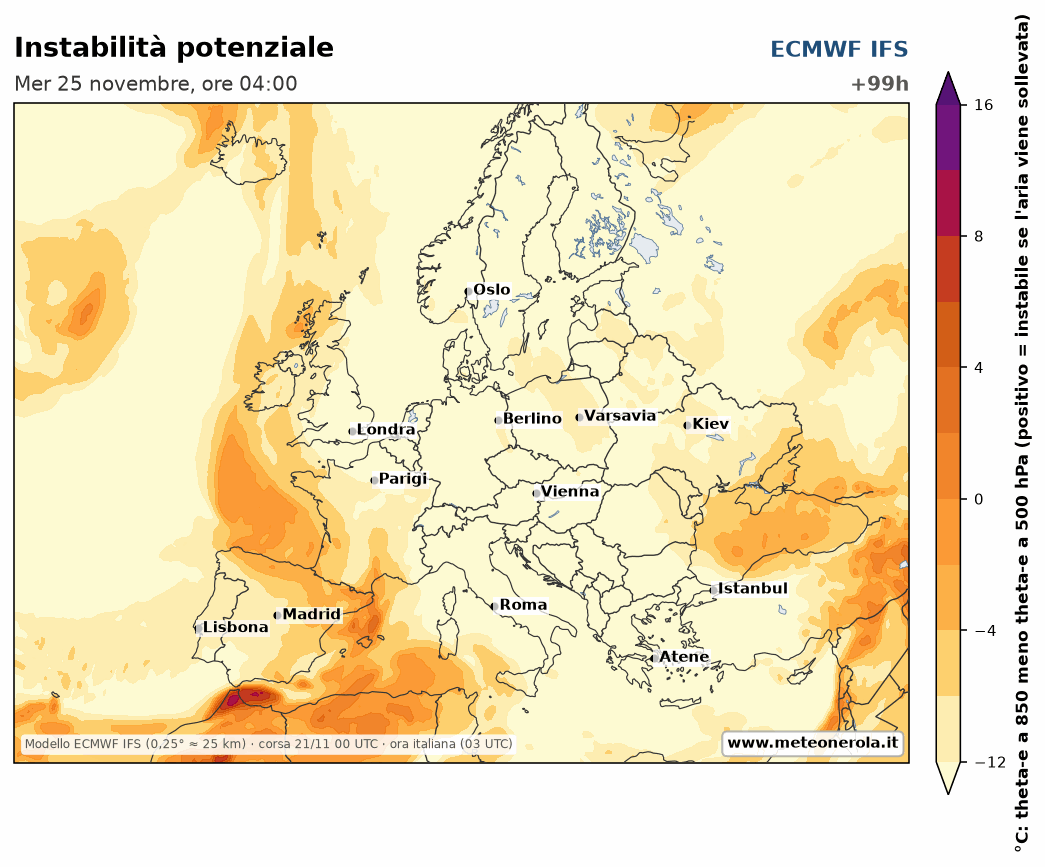 Instabilità potenziale
ECMWF IFS
Mer 25 novembre, ore 04:00
+99h
Oslo
Berlino
Varsavia
Londra
Kiev
Parigi
Vienna
Istanbul
Roma
Madrid
Lisbona
Atene
Modello ECMWF IFS (0,25° ≈ 25 km) · corsa 21/11 00 UTC · ora italiana (03 UTC)
www.meteonerola.it
16
8
4
0
−4
−12
°C: theta-e a 850 meno theta-e a 500 hPa (positivo = instabile se l'aria viene sollevata)